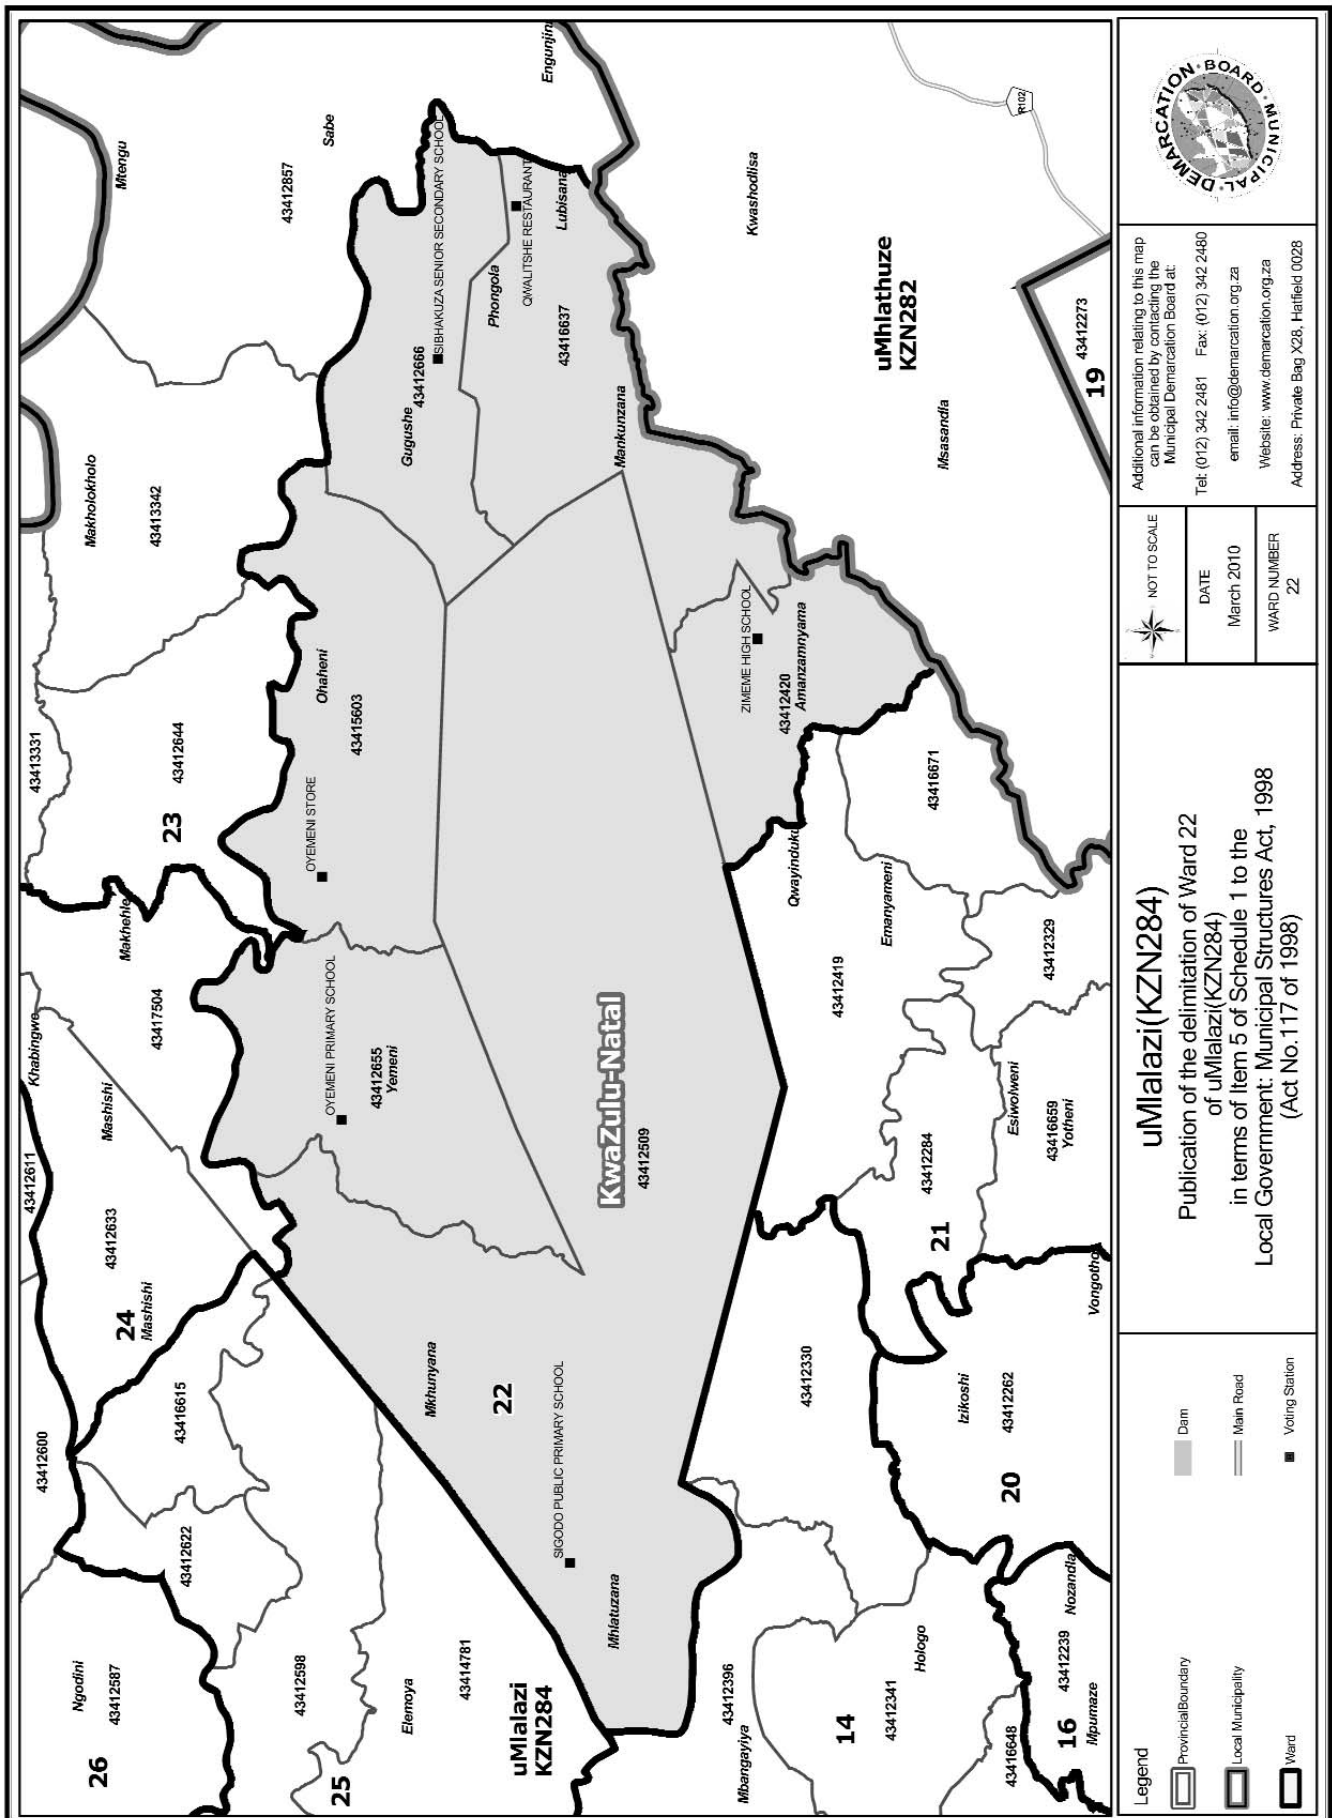 Engunjini
Mtengu
Sabe
43412857
SIBHAKUZA SENIOR SECONDARY SCHOOL
QWALITSHE RESTAURANT
Lubisana
Phongola
43416637
Gugushe
43412666
Mankunzana
Kwashodlisa
R102
uMhlathuze
KZN282
Msasandla
43412273
19
Makholokholo
43413342
43413331
43412644
23
Ohaheni
43415603
OYEMENI STORE
ZIMEME HIGH SCHOOL
43412420
Amanzamnyama
43416671
Qwayinduku
Emanyameni
43412419
43412329
Khabingwe
Makhehle
43417504
Mashishi
OYEMENI PRIMARY SCHOOL
43412655
Yemeni
KwaZulu-Natal
43412509
43412284
21
Esiwolweni
43416659
Yotheni
Vongotho
43412611
43412633
24
Mashishi
43412600
43416615
43412622
Mkhunyana
22
SIGODO PUBLIC PRIMARY SCHOOL
Mhlatuzana
43412330
Izikoshi
43412262
20
Ngodini
43412587
26
43412598
25
Elemoya
43414781
uMlalazi
KZN284
Mbangayiya
43412396
14
43412341
Hologo
43416648
16
43412239
Nozandla
Mpumaze
Legend
Provincial Boundary
Local Municipality
Ward
Dam
Main Road
Voting Station
uMlalazi(KZN284)
Publication of the delimitation of Ward 22
of uMlalazi(KZN284)
in terms of Item 5 of Schedule 1 to the
Local Government: Municipal Structures Act, 1998
(Act No.117 of 1998)
NOT TO SCALE
DATE
March 2010
WARD NUMBER
22
Additional information relating to this map
can be obtained by contacting the
Municipal Demarcation Board at:
Tel: (012) 342 2481 Fax: (012) 342 2480
email: info@demarcation.org.za
Website: www.demarcation.org.za
Address: Private Bag X28, Hatfield 0028
MUNICIPAL DEMARCATION BOARD